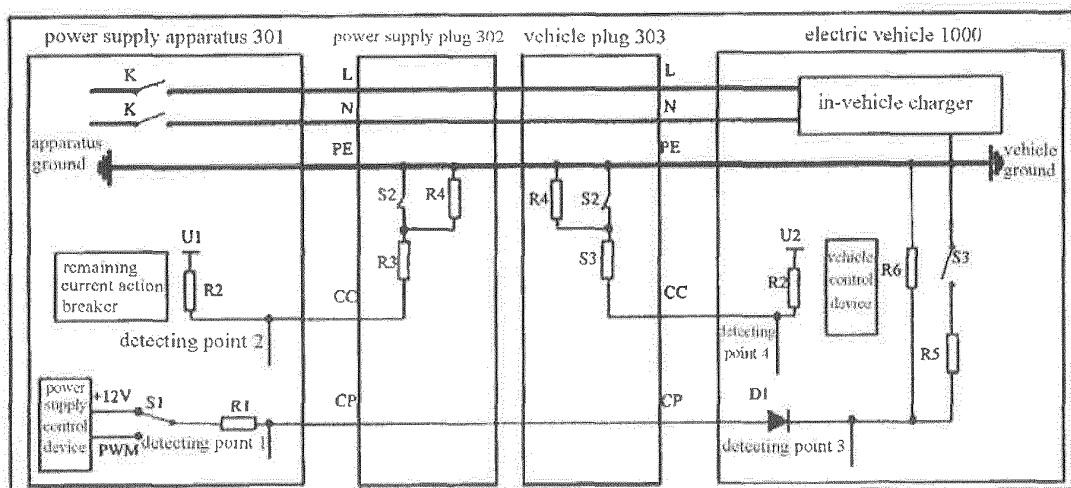 power supply apparatus 301
power supply plug 302
vehicle plug 303
electric vehicle 1000
K
L
L
K
N
N
in-vehicle charger
apparatus
ground
PE
PE
vehicle
ground
S2
R4
R4
S2
U1
R3
S3
U2
remaining
current action
breaker
R2
R2
vehicle
control
device
R6
S3
CC
CC
detecting point 2
detecting
point 4
R5
power
supply
control
device
+12V
S1
R1
CP
CP
D1
PWM
detecting point 1
detecting point 3